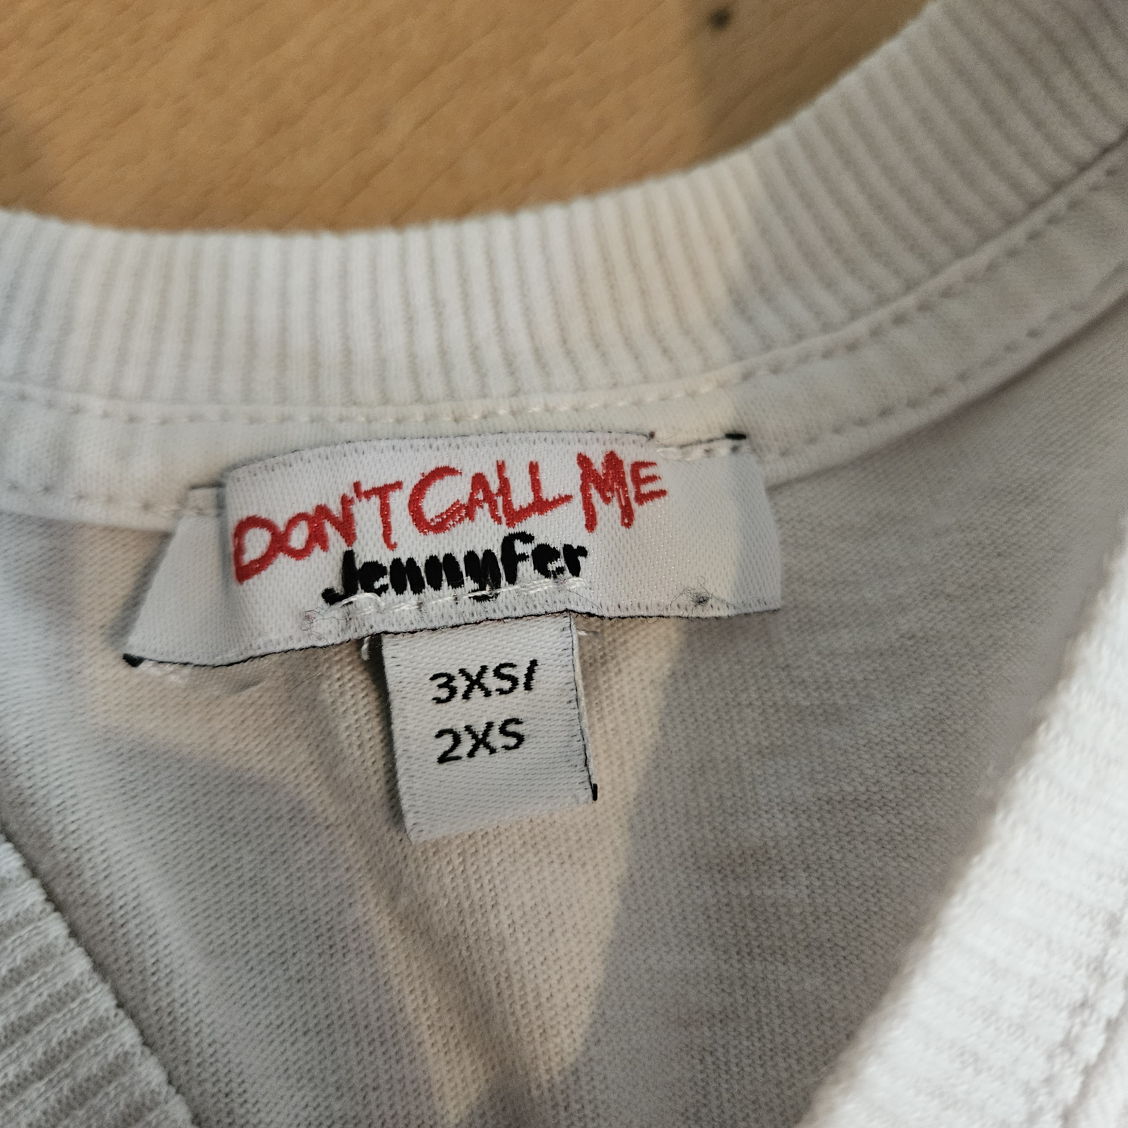 DON'T CALL ME
Jennyfer
3XS/
2XS